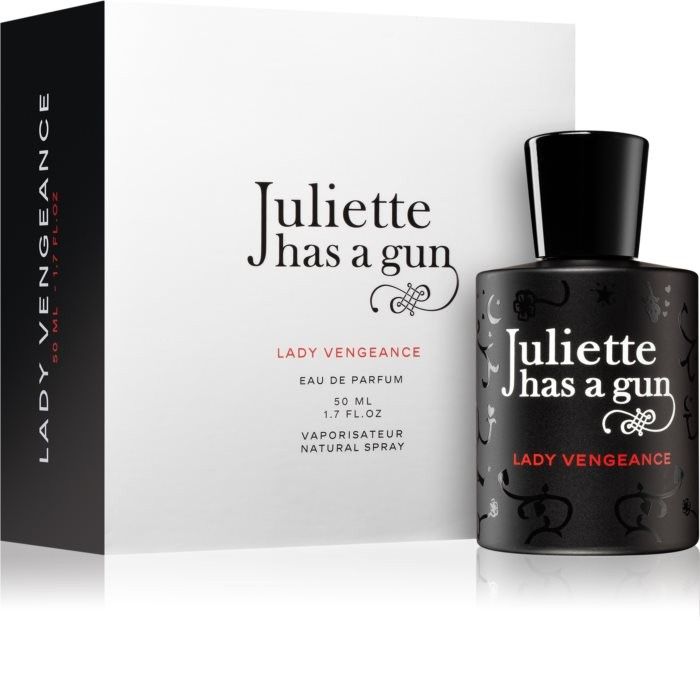 LADY VENGEANCE
50 ML - 1.7 FL.OZ
Juliette
has a gun
LADY VENGEANCE
EAU DE PARFUM
50 ML
1.7 FL.OZ
VAPORISATEUR
NATURAL SPRAY
Juliette
has a gun
LADY VENGEANCE